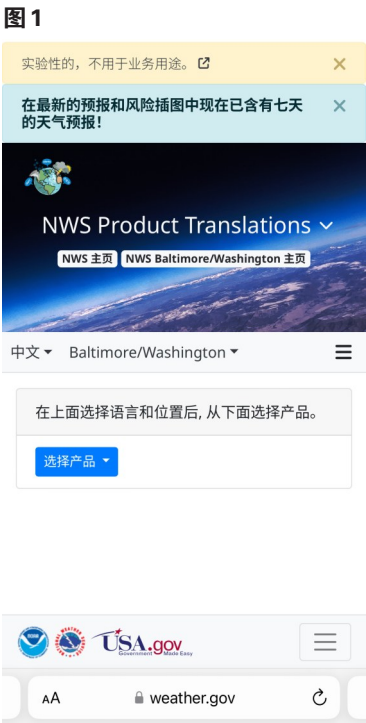 图1
实验性的，不用于业务用途。
在最新的预报和风险插图中现在已含有七天
的天气预报！
NWS Product Translations
NWS 主页 NWS Baltimore/Washington 主页
中文 Baltimore/Washington
在上面选择语言和位置后, 从下面选择产品。
选择产品
USA.gov
Government Made Easy
AA weather.gov